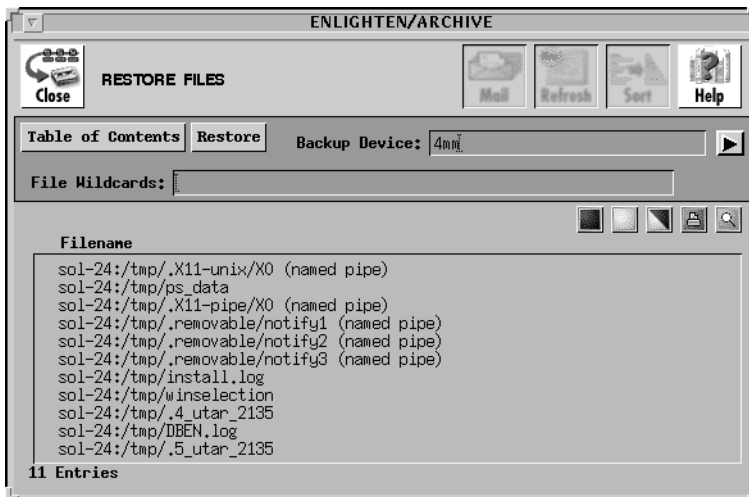 ENLIGHTEN/ARCHIVE
Close
RESTORE FILES
Mail
Refresh
Sort
Help
Table of Contents
Restore
Backup Device: 4mm
File Wildcards:
Filename
sol-24:/tmp/.X11-unix/X0 (named pipe)
sol-24:/tmp/ps_data
sol-24:/tmp/.X11-pipe/X0 (named pipe)
sol-24:/tmp/.removable/notify1 (named pipe)
sol-24:/tmp/.removable/notify2 (named pipe)
sol-24:/tmp/.removable/notify3 (named pipe)
sol-24:/tmp/install.log
sol-24:/tmp/winselection
sol-24:/tmp/.4_utar_2135
sol-24:/tmp/DBEN.log
sol-24:/tmp/.5_utar_2135
11 Entries